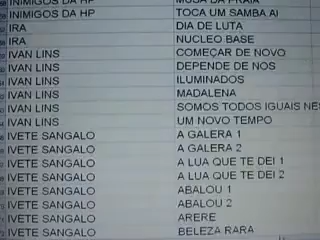 INIMIGOS DA HP MUSA DA PRAIA
INIMIGOS DA HP TOCA UM SAMBA AI
IRA DIA DE LUTA
IRA NUCLEO BASE
IVAN LINS COMEÇAR DE NOVO
IVAN LINS DEPENDE DE NOS
IVAN LINS ILUMINADOS
IVAN LINS MADALENA
IVAN LINS SOMOS TODOS IGUAIS NES
IVAN LINS UM NOVO TEMPO
IVETE SANGALO A GALERA 1
IVETE SANGALO A GALERA 2
IVETE SANGALO A LUA QUE TE DEI 1
IVETE SANGALO A LUA QUE TE DEI 2
IVETE SANGALO ABALOU 1
IVETE SANGALO ABALOU 2
IVETE SANGALO ARERE
IVETE SANGALO BELEZA RARA